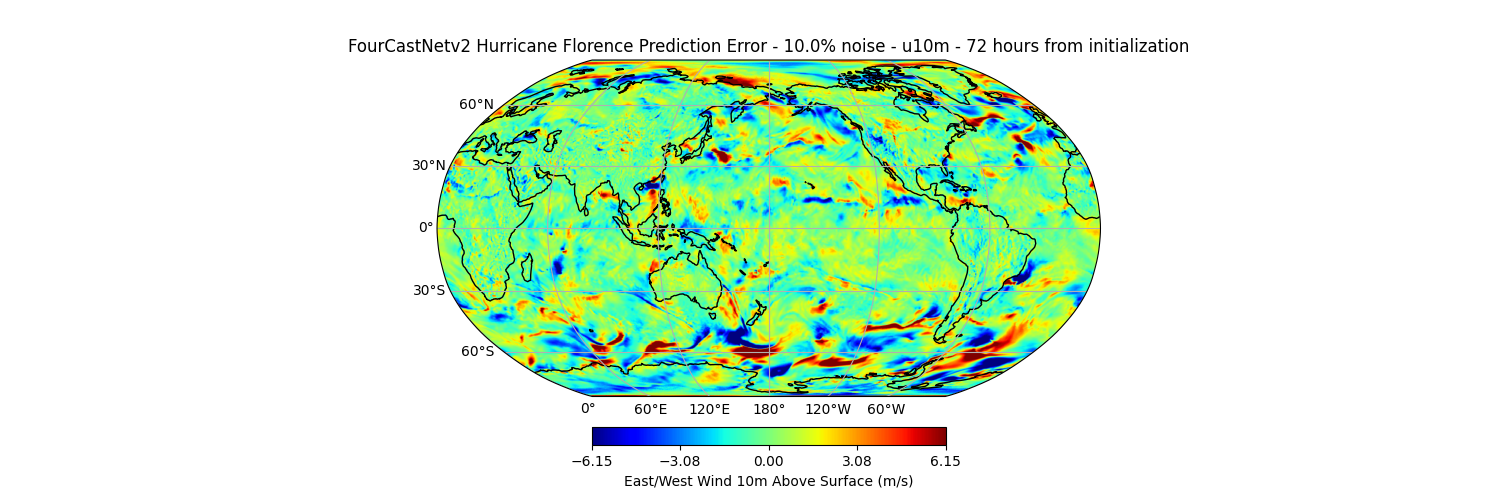 FourCastNetv2 Hurricane Florence Prediction Error - 10.0% noise - u10m - 72 hours from initialization
60°N
30°N
0°
30°S
60°S
0° 60°E 120°E 180° 120°W 60°W
−6.15 −3.08 0.00 3.08 6.15
East/West Wind 10m Above Surface (m/s)